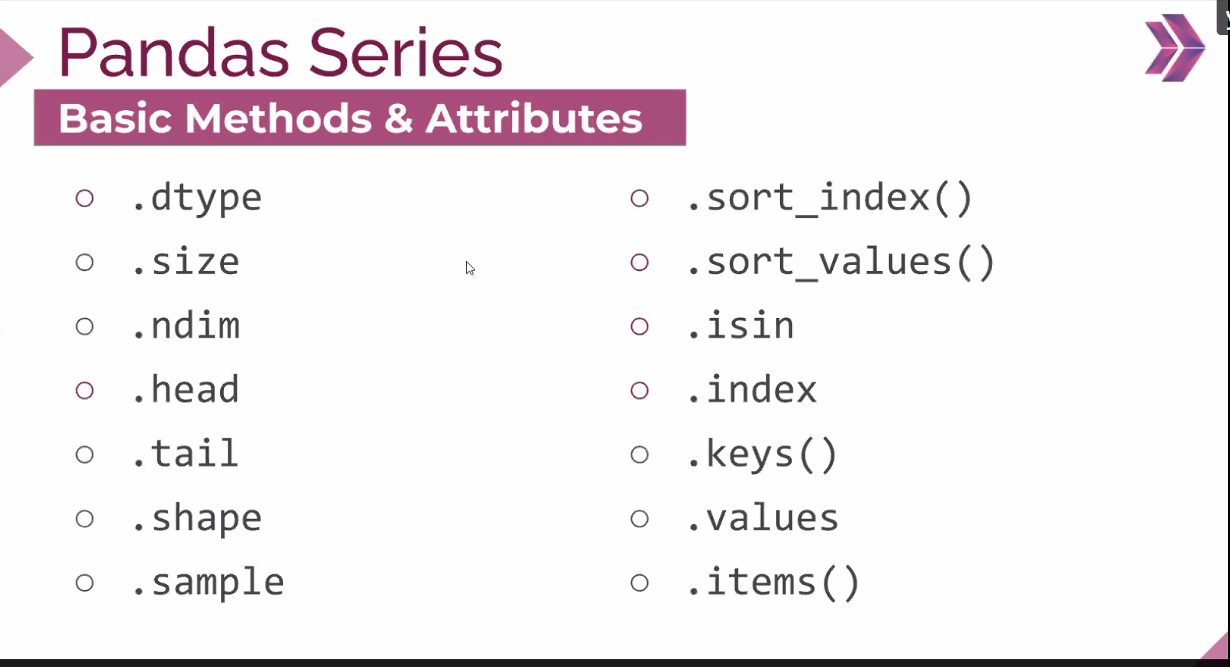 Pandas Series
Basic Methods & Attributes
.dtype
.size
.ndim
.head
.tail
.shape
.sample
.sort_index()
.sort_values()
.isin
.index
.keys()
.values
.items()